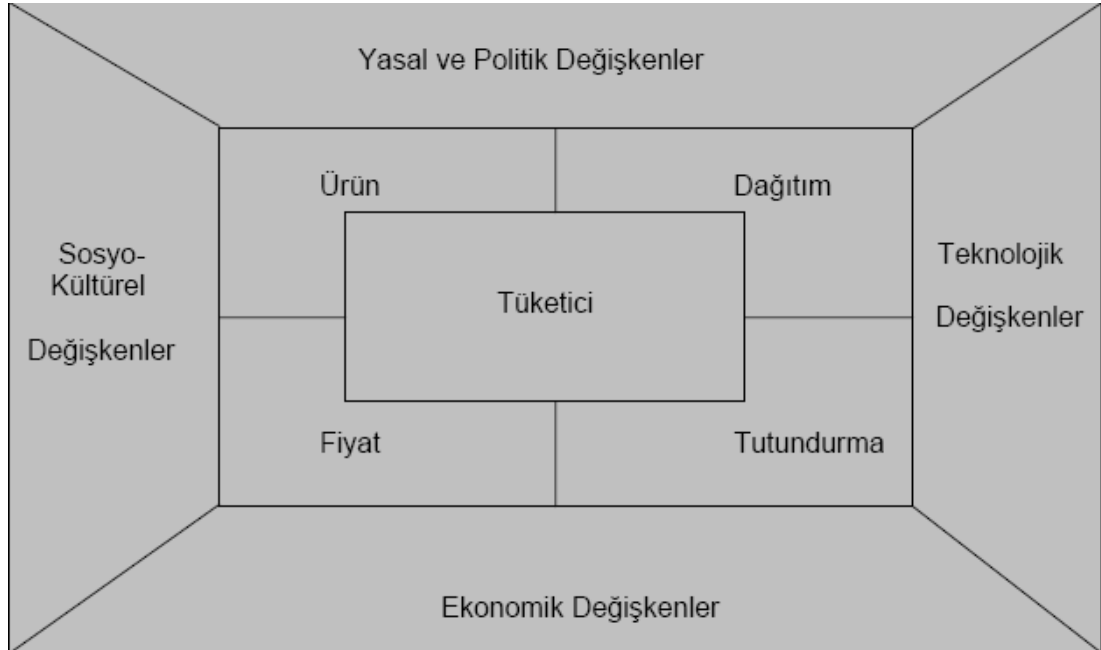 Yasal ve Politik Değişkenler
Ürün
Dağıtım
Sosyo-
Kültürel
Değişkenler
Tüketici
Teknolojik
Değişkenler
Fiyat
Tutundurma
Ekonomik Değişkenler